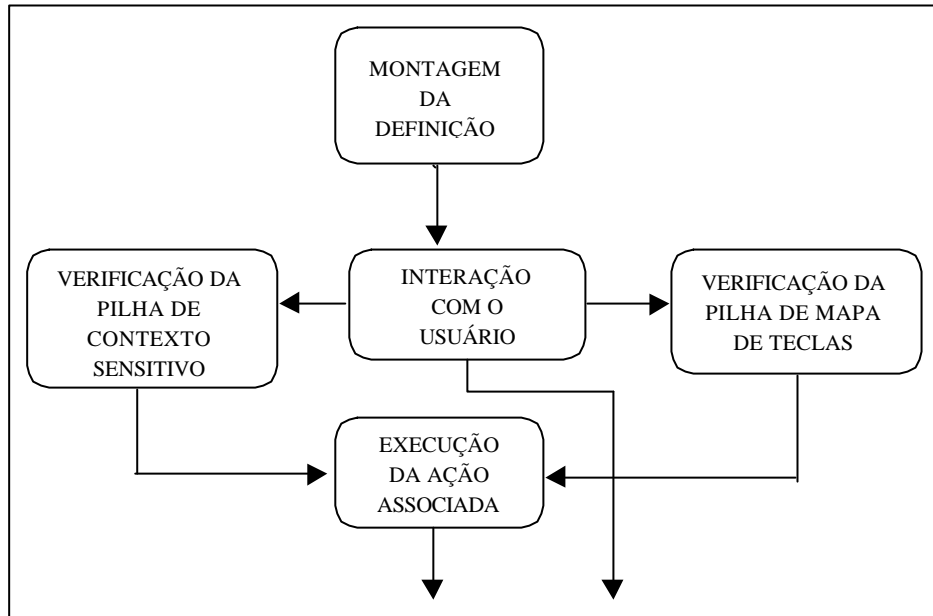 MONTAGEM
DA
DEFINIÇÃO
VERIFICAÇÃO DA
PILHA DE
CONTEXTO
SENSITIVO
INTERAÇÃO
COM O
USUÁRIO
VERIFICAÇÃO DA
PILHA DE MAPA
DE TECLAS
EXECUÇÃO
DA AÇÃO
ASSOCIADA